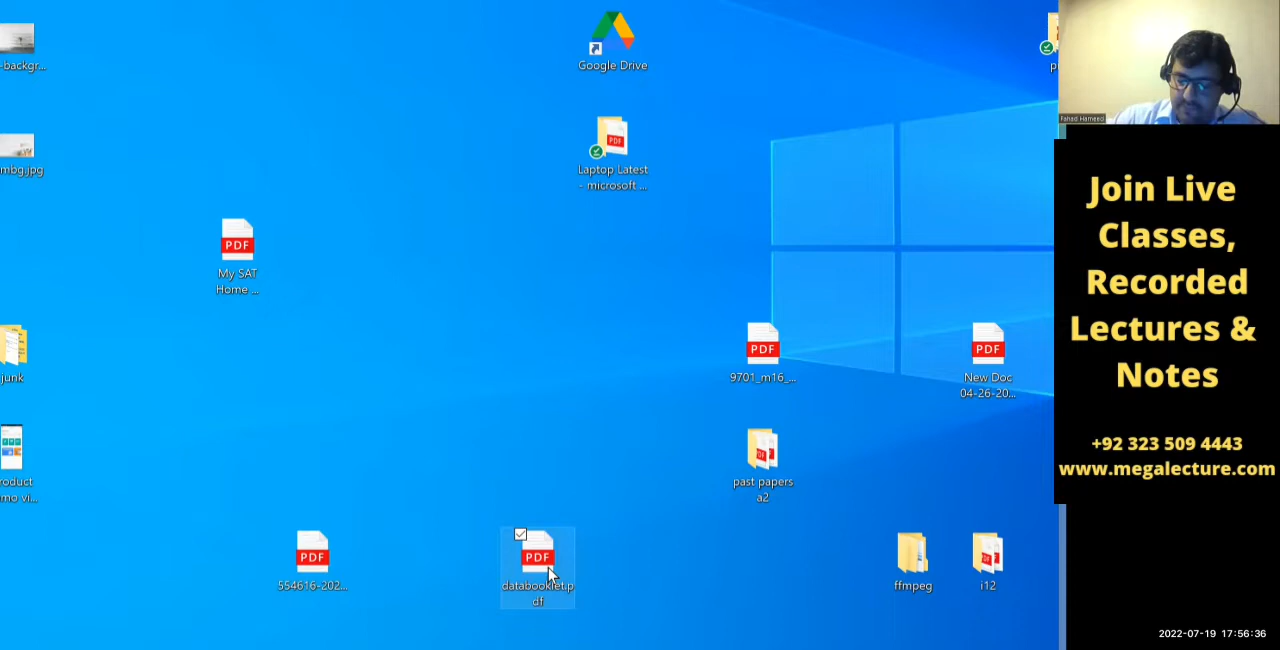 -backgr...
Google Drive
mbg.jpg
PDF
Laptop Latest
- microsoft ...
PDF
My SAT
Home ...
junk
PDF
9701_m16_...
PDF
New Doc
04-26-20...
roduct
mo vi...
past papers
a2
PDF
554616-202...
PDF
databooklet.p
df
ffmpeg
i12
Fahad Hameed
Join Live
Classes,
Recorded
Lectures &
Notes
+92 323 509 4443
www.megalecture.com
2022-07-19 17:56:36